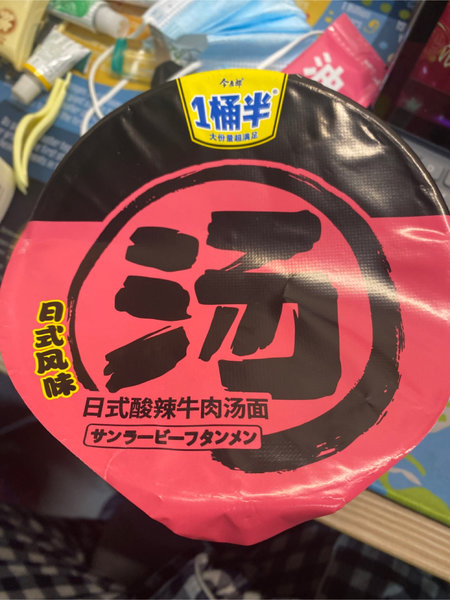 今麦郎
1桶半
大份量超满足
汤
日式风味
日式酸辣牛肉汤面
サンラービーフタンメン
油